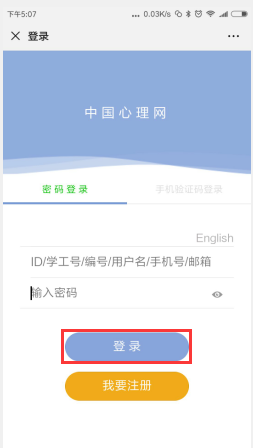 下午5:07
... 0.03K/s
登录
中国心理网
密码登录 手机验证码登录
English
ID/学工号/编号/用户名/手机号/邮箱
输入密码
登录
我要注册